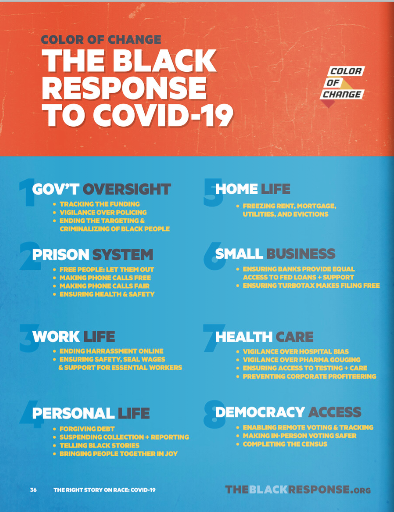 COLOR OF CHANGE
THE BLACK
RESPONSE
TO COVID-19
COLOR
OF
CHANGE
1
GOV'T OVERSIGHT
• TRACKING THE FUNDING
• VIGILANCE OVER POLICING
• ENDING THE TARGETING &
CRIMINALIZING OF BLACK PEOPLE
2
PRISON SYSTEM
• FREE PEOPLE: LET THEM OUT
• MAKING PHONE CALLS FREE
• MAKING PHONE CALLS FAIR
• ENSURING HEALTH & SAFETY
3
WORK LIFE
• ENDING HARRASSMENT ONLINE
• ENSURING SAFETY, REAL WAGES
& SUPPORT FOR ESSENTIAL WORKERS
4
PERSONAL LIFE
• FORGIVING DEBT
• SUSPENDING COLLECTION + REPORTING
• TELLING BLACK STORIES
• BRINGING PEOPLE TOGETHER IN JOY
5
HOME LIFE
• FREEZING RENT, MORTGAGE,
UTILITIES, AND EVICTIONS
6
SMALL BUSINESS
• ENSURING BANKS PROVIDE EQUAL
ACCESS TO FED LOANS + SUPPORT
• ENSURING TURBOTAX MAKES FILING FREE
7
HEALTH CARE
• VIGILANCE OVER HOSPITAL BIAS
• VIGILANCE OVER PHARMA GOUGING
• ENSURING ACCESS TO TESTING + CARE
• PREVENTING CORPORATE PROFITEERING
8
DEMOCRACY ACCESS
• ENABLING REMOTE VOTING & TRACKING
• MAKING IN-PERSON VOTING SAFER
• COMPLETING THE CENSUS
36 THE RIGHT STORY ON RACE: COVID-19
THEBLACKRESPONSE.ORG